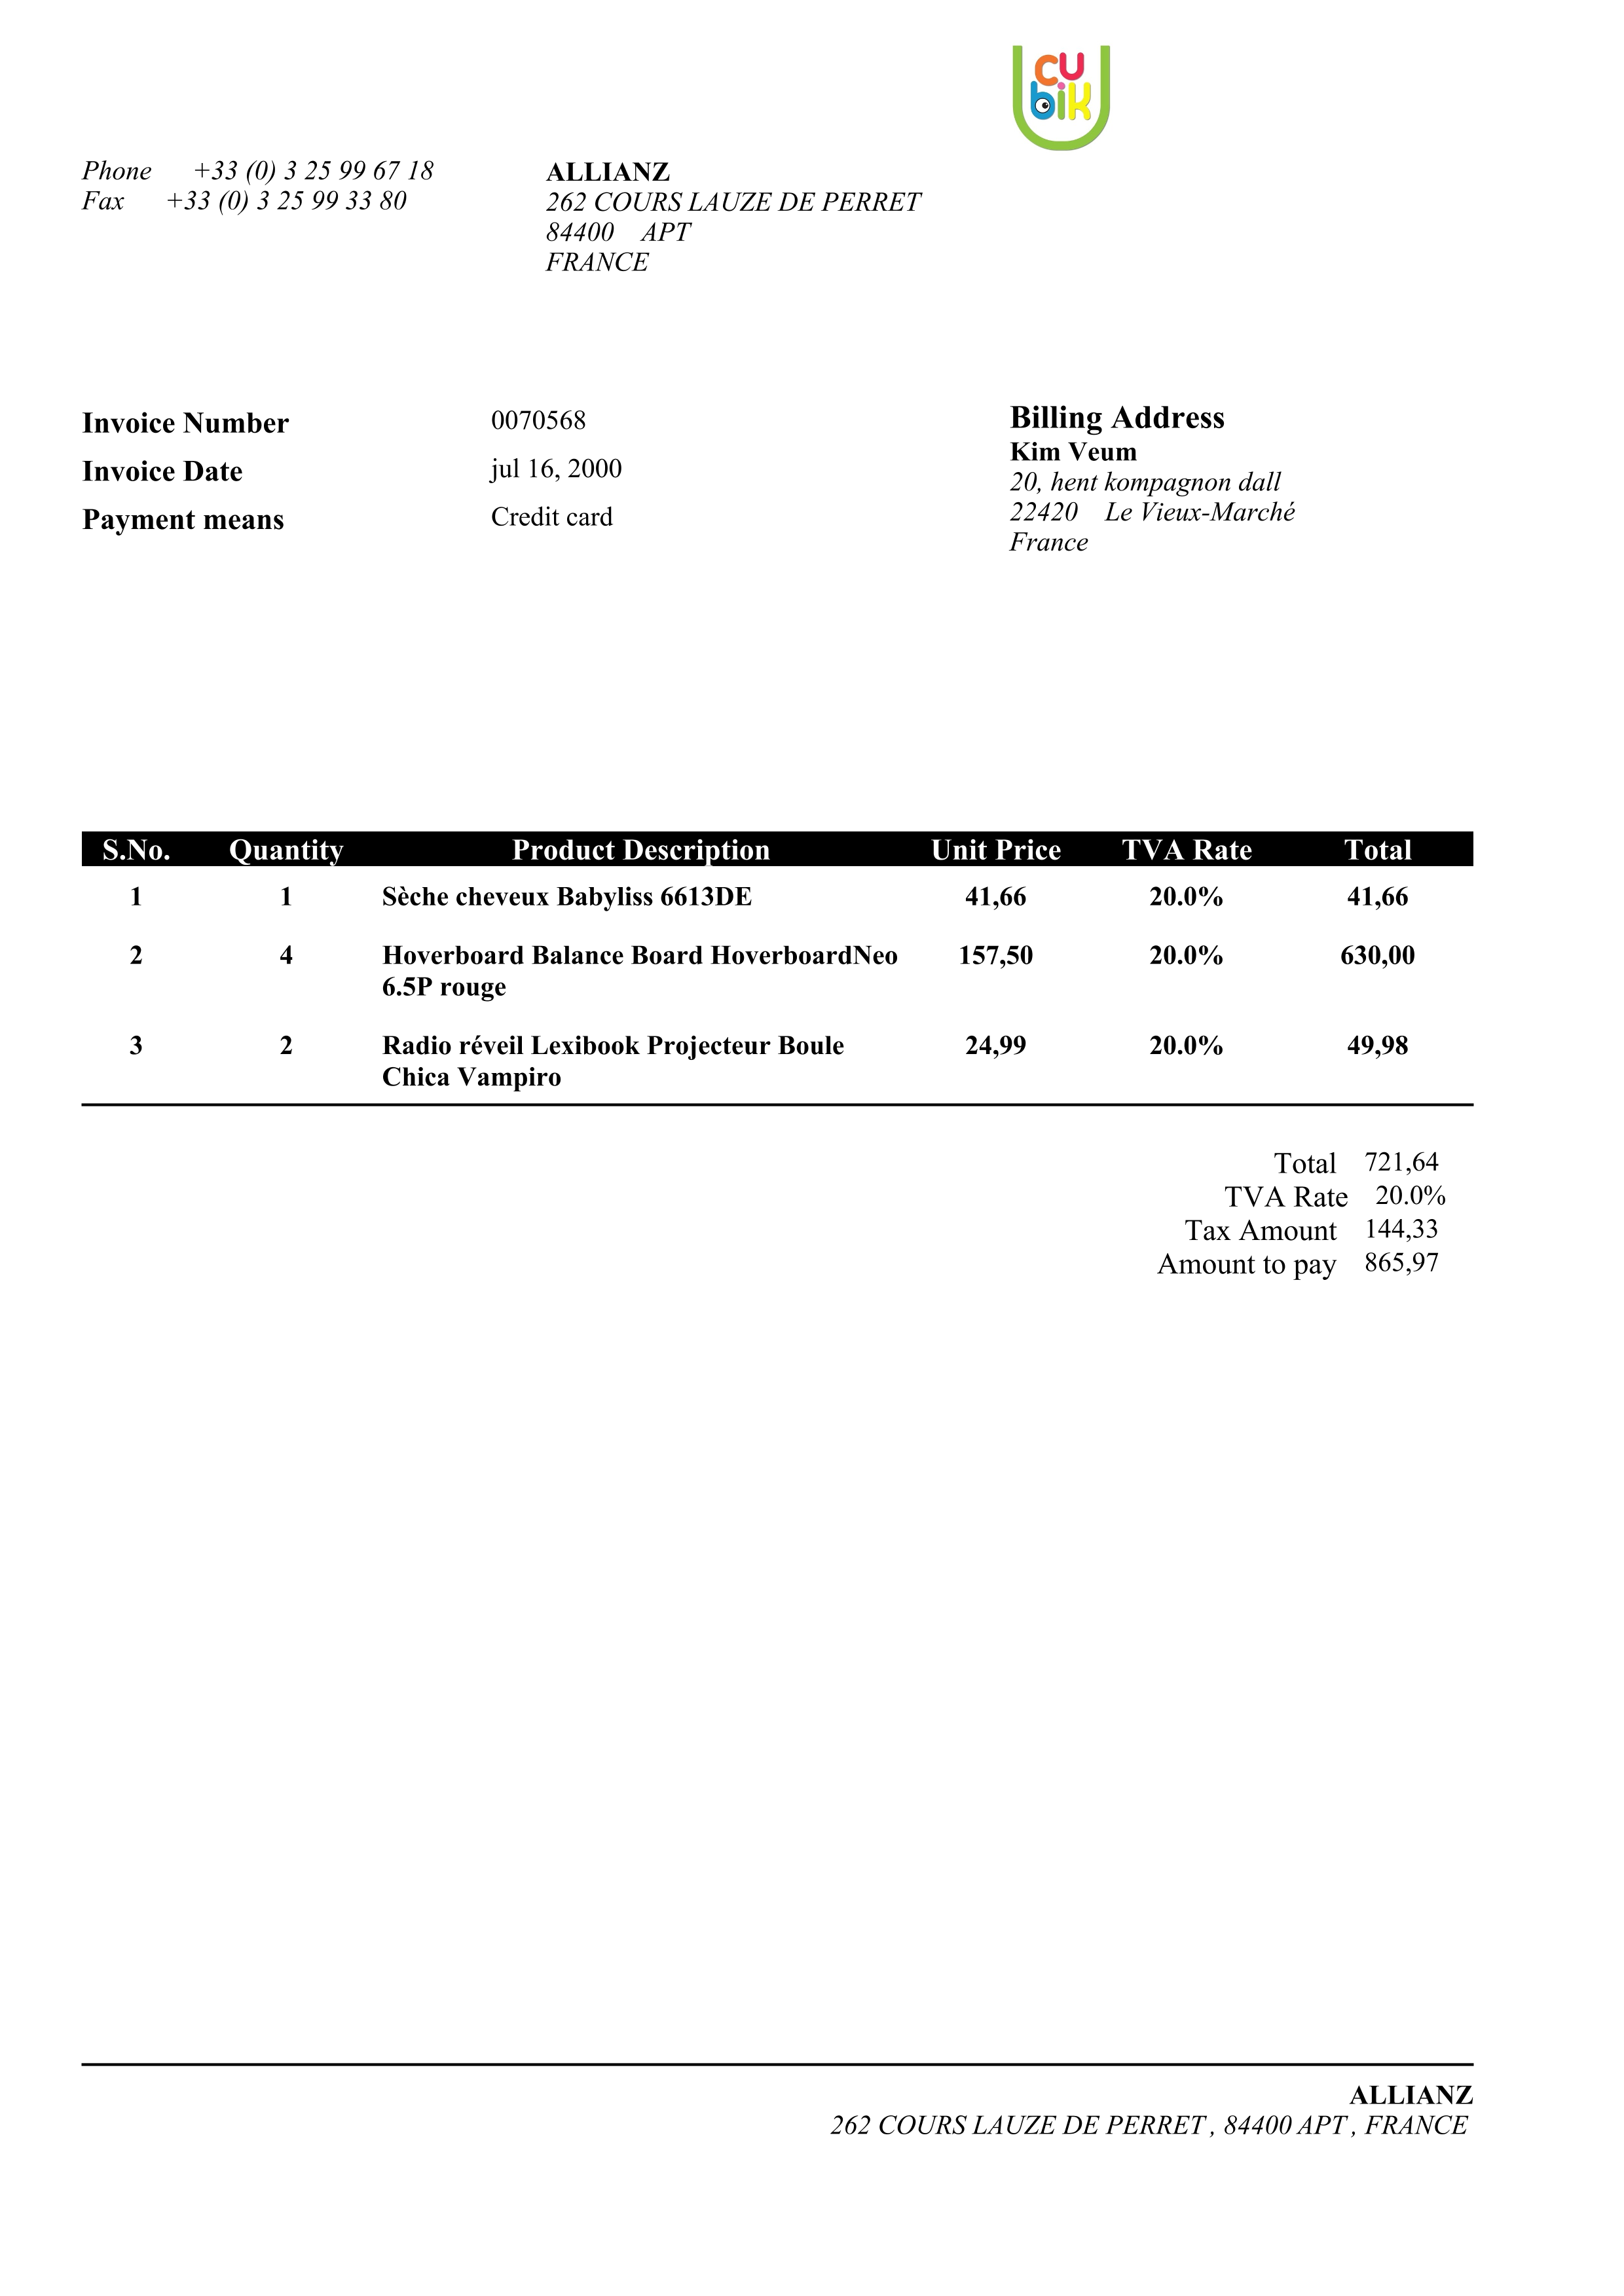 cu
bik
Phone +33 (0) 3 25 99 67 18
Fax +33 (0) 3 25 99 33 80
ALLIANZ
262 COURS LAUZE DE PERRET
84400 APT
FRANCE
Invoice Number 0070568
Invoice Date jul 16, 2000
Payment means Credit card
Billing Address
Kim Veum
20, hent kompagnon dall
22420 Le Vieux-Marché
France
S.No. Quantity Product Description Unit Price TVA Rate Total
1 1 Sèche cheveux Babyliss 6613DE 41,66 20.0% 41,66
2 4 Hoverboard Balance Board HoverboardNeo 157,50 20.0% 630,00
6.5P rouge
3 2 Radio réveil Lexibook Projecteur Boule 24,99 20.0% 49,98
Chica Vampiro
Total 721,64
TVA Rate 20.0%
Tax Amount 144,33
Amount to pay 865,97
ALLIANZ
262 COURS LAUZE DE PERRET , 84400 APT , FRANCE